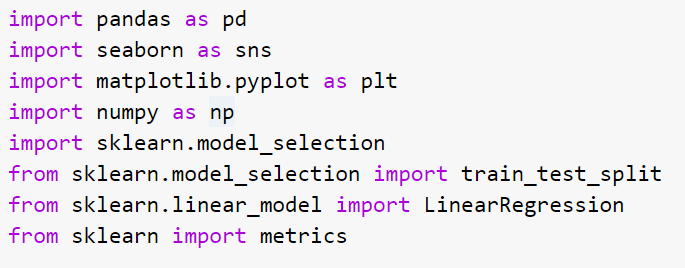 import pandas as pd
import seaborn as sns
import matplotlib.pyplot as plt
import numpy as np
import sklearn.model_selection
from sklearn.model_selection import train_test_split
from sklearn.linear_model import LinearRegression
from sklearn import metrics